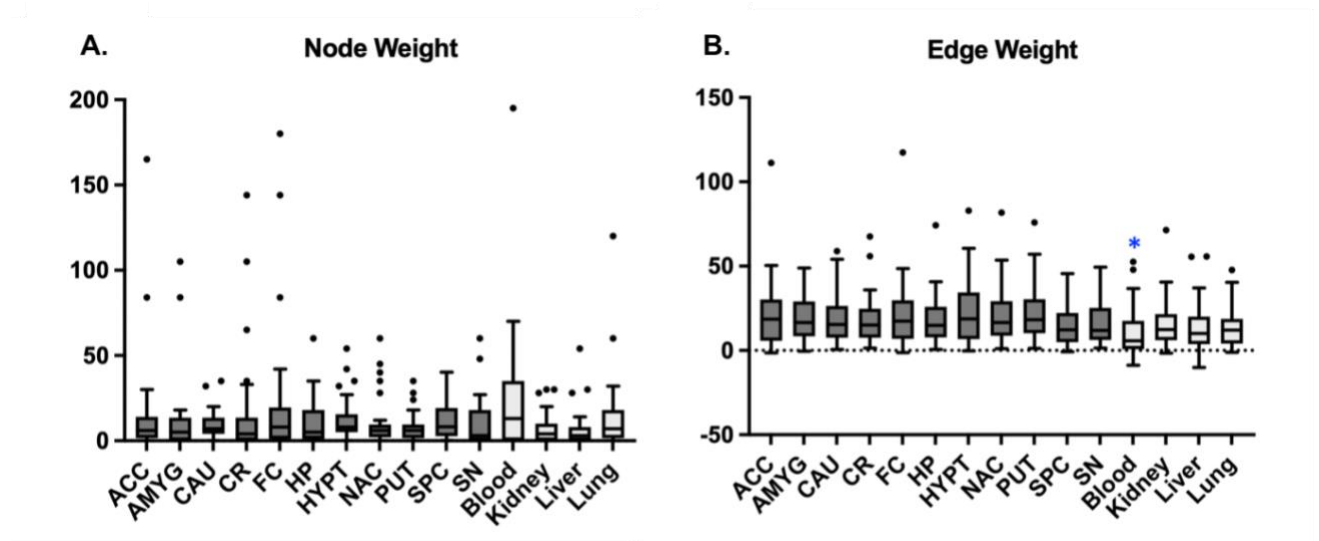 A.
Node Weight
200
150
100
50
0
ACC
AMYG
CAU
CR
FC
HP
HYPT
NAC
PUT
SPC
SN
Blood
Kidney
Liver
Lung
B.
Edge Weight
150
100
50
0
-50
*
ACC
AMYG
CAU
CR
FC
HP
HYPT
NAC
PUT
SPC
SN
Blood
Kidney
Liver
Lung